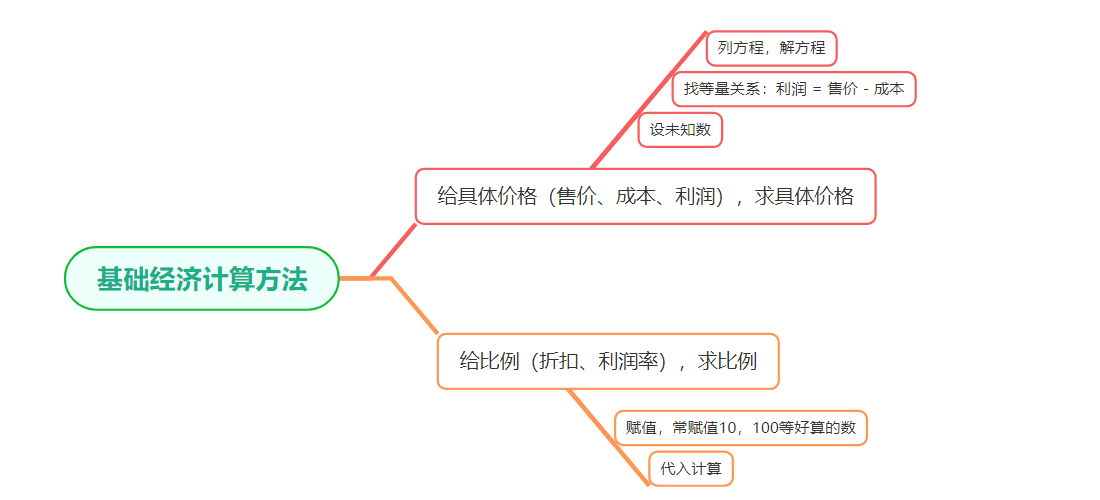 列方程，解方程
找等量关系：利润 = 售价 - 成本
设未知数
给具体价格（售价、成本、利润），求具体价格
基础经济计算方法
给比例（折扣、利润率），求比例
赋值，常赋值10，100等好算的数
代入计算